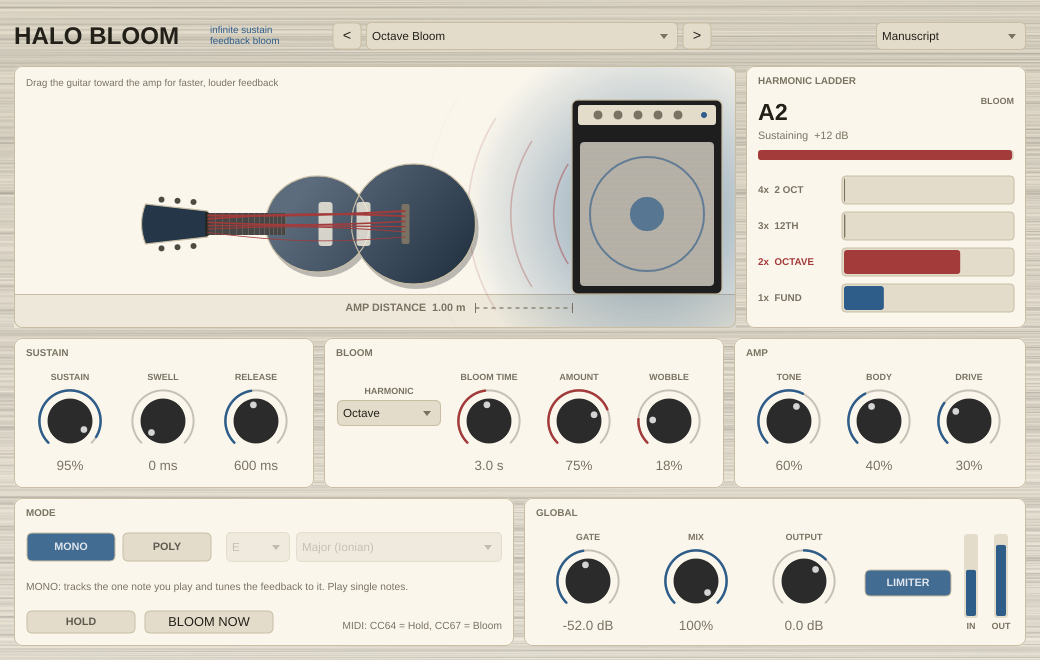 HALO BLOOM
infinite sustain
feedback bloom
<
Octave Bloom
>
Manuscript
Drag the guitar toward the amp for faster, louder feedback
AMP DISTANCE 1.00 m
HARMONIC LADDER
A2
BLOOM
Sustaining +12 dB
4x 2 OCT
3x 12TH
2x OCTAVE
1x FUND
SUSTAIN
SUSTAIN
SWELL
RELEASE
95%
0 ms
600 ms
BLOOM
HARMONIC
Octave
BLOOM TIME
AMOUNT
WOBBLE
3.0 s
75%
18%
AMP
TONE
BODY
DRIVE
60%
40%
30%
MODE
MONO
POLY
E
Major (Ionian)
MONO: tracks the one note you play and tunes the feedback to it. Play single notes.
HOLD
BLOOM NOW
MIDI: CC64 = Hold, CC67 = Bloom
GLOBAL
GATE
MIX
OUTPUT
-52.0 dB
100%
0.0 dB
LIMITER
IN
OUT